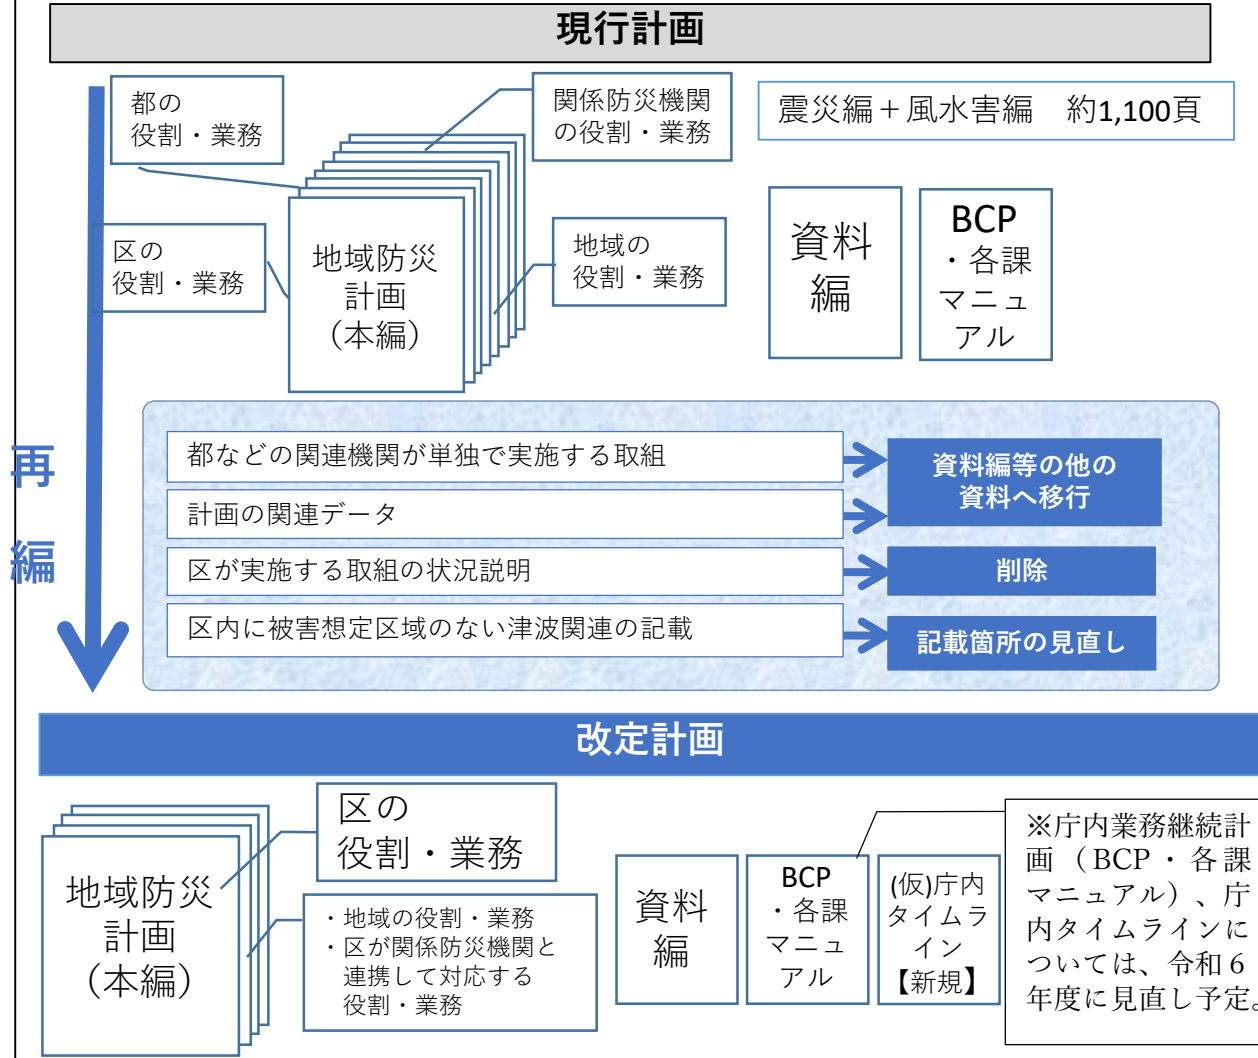 現行計画
都の
役割・業務
関係防災機関
の役割・業務
震災編＋風水害編　約1,100頁
区の
役割・業務
地域防災
計画
（本編）
地域の
役割・業務
資料
編
BCP
・各課
マニュ
アル
再
編
都などの関連機関が単独で実施する取組
計画の関連データ
資料編等の他の
資料へ移行
区が実施する取組の状況説明
削除
区内に被害想定区域のない津波関連の記載
記載箇所の見直し
改定計画
地域防災
計画
（本編）
区の
役割・業務
・地域の役割・業務
・区が関係防災機関と
連携して対応する
役割・業務
資料
編
BCP
・各課
マニュ
アル
(仮)庁内
タイムラ
イン
【新規】
※庁内業務継続計
画（BCP・各課
マニュアル）、庁
内タイムラインに
ついては、令和６
年度に見直し予定。